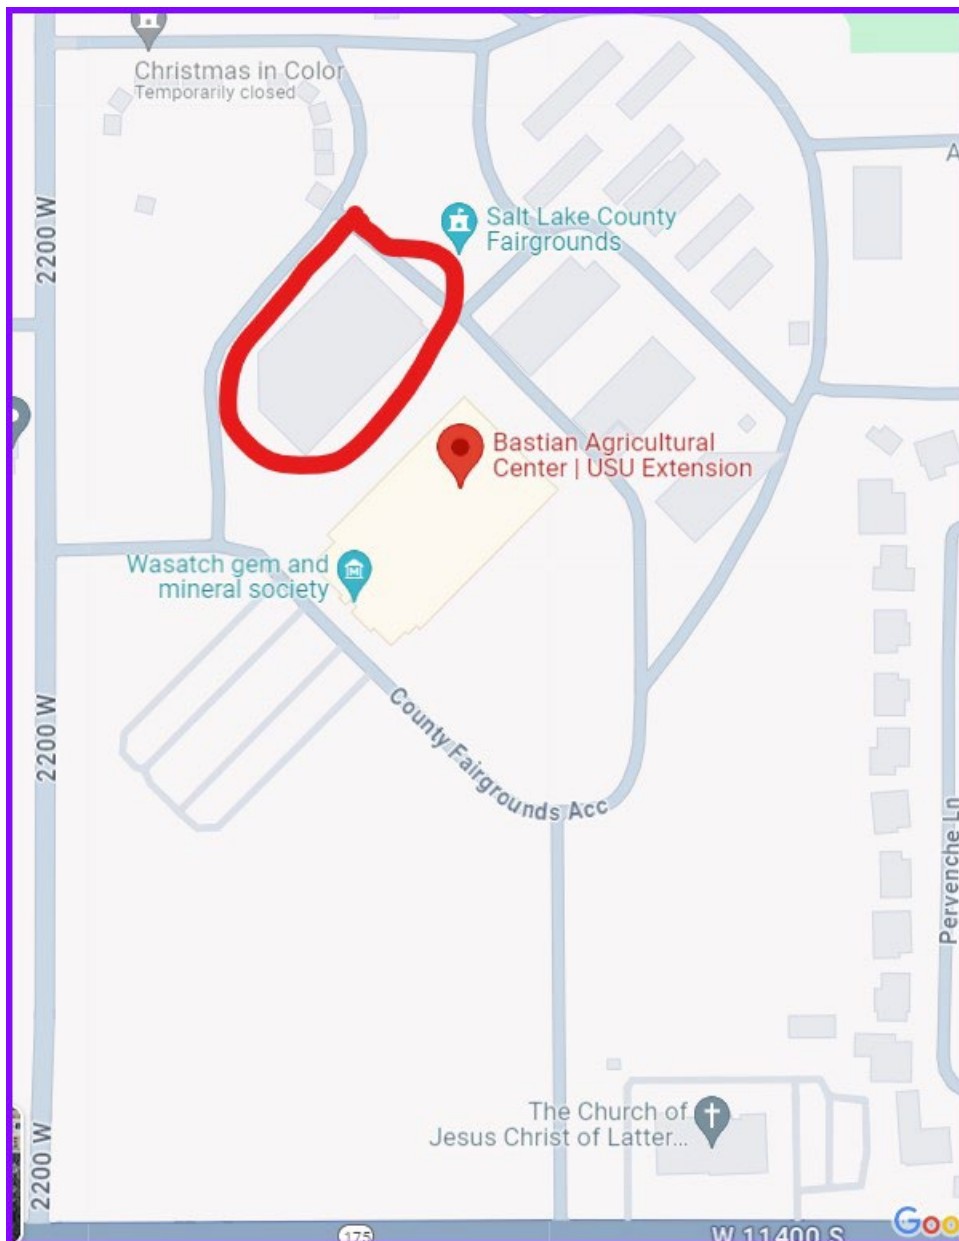 Christmas in Color
Temporarily closed
A
2200 W
Salt Lake County
Fairgrounds
Bastian Agricultural
Center | USU Extension
Wasatch gem and
mineral society
2200 W
County Fairgrounds Acc
Pervenche Ln
The Church of
Jesus Christ of Latter...
2200 W
175
W 11400 S
Goo